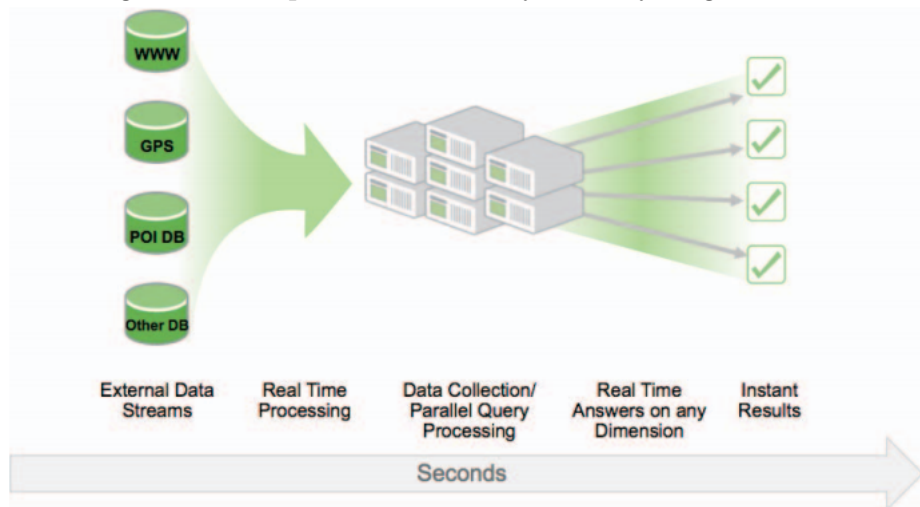 WWW
GPS
POI DB
Other DB
External Data
Streams
Real Time
Processing
Data Collection/
Parallel Query
Processing
Real Time
Answers on any
Dimension
Instant
Results
Seconds